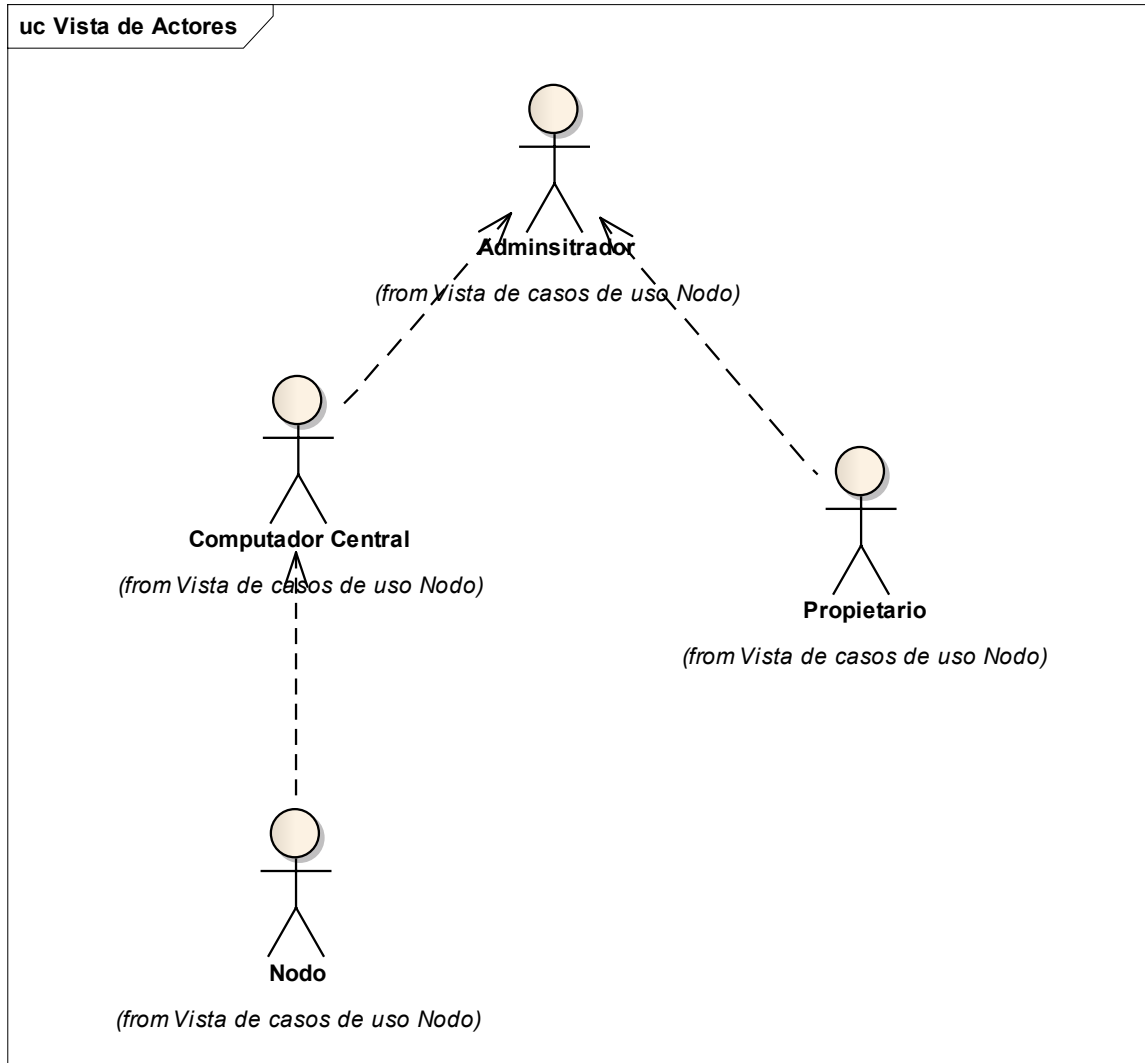 uc Vista de Actores
Adminsitrador
(from Vista de casos de uso Nodo)
Computador Central
(from Vista de casos de uso Nodo)
Propietario
(from Vista de casos de uso Nodo)
Nodo
(from Vista de casos de uso Nodo)